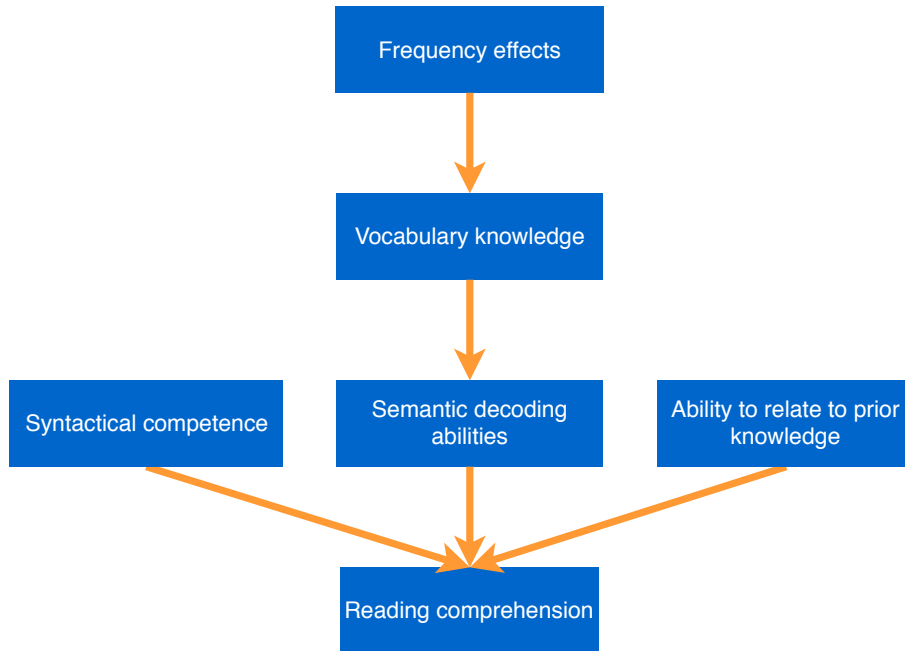 Frequency effects
Vocabulary knowledge
Syntactical competence
Semantic decoding
abilities
Ability to relate to prior
knowledge
Reading comprehension